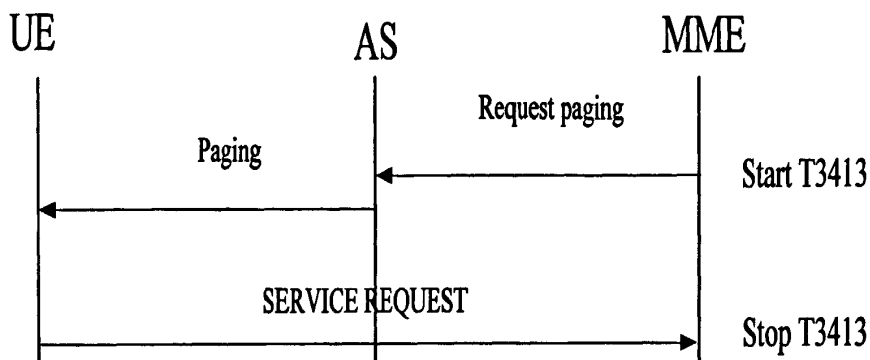 UE
AS
MME
Request paging
Paging
Start T3413
SERVICE REQUEST
Stop T3413